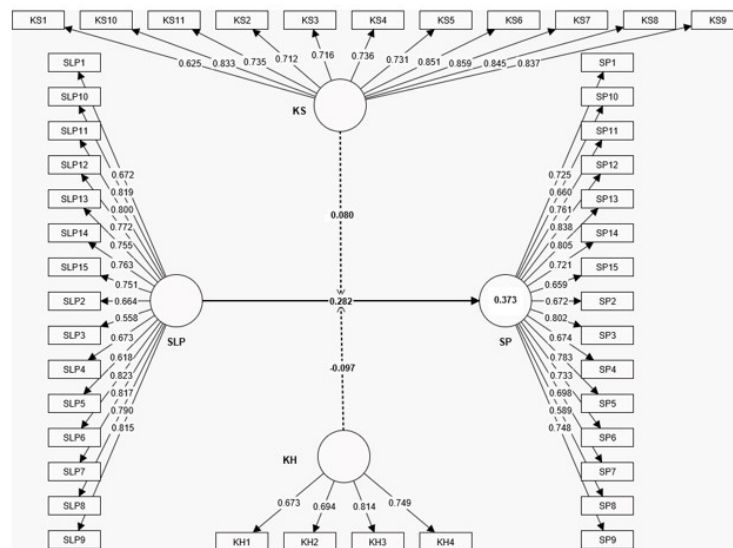 KS1 KS10 KS11 KS2 KS3 KS4 KS5 KS6 KS7 KS8 KS9
0.625 0.833 0.735 0.712 0.716 0.736 0.731 0.851 0.859 0.845 0.837
KS
SLP1
SLP10
SLP11
SLP12
SLP13
SLP14
SLP15
SLP2
SLP3
SLP4
SLP5
SLP6
SLP7
SLP8
SLP9
0.672
0.819
0.800
0.772
0.755
0.763
0.751
0.664
0.558
0.673
0.618
0.823
0.817
0.790
0.815
SLP
0.080
0.282
-0.097
0.373
SP
0.725
0.660
0.761
0.838
0.805
0.721
0.659
0.672
0.802
0.674
0.783
0.733
0.698
0.589
0.748
SP1
SP10
SP11
SP12
SP13
SP14
SP15
SP2
SP3
SP4
SP5
SP6
SP7
SP8
SP9
KH
0.673 0.694 0.814 0.749
KH1 KH2 KH3 KH4